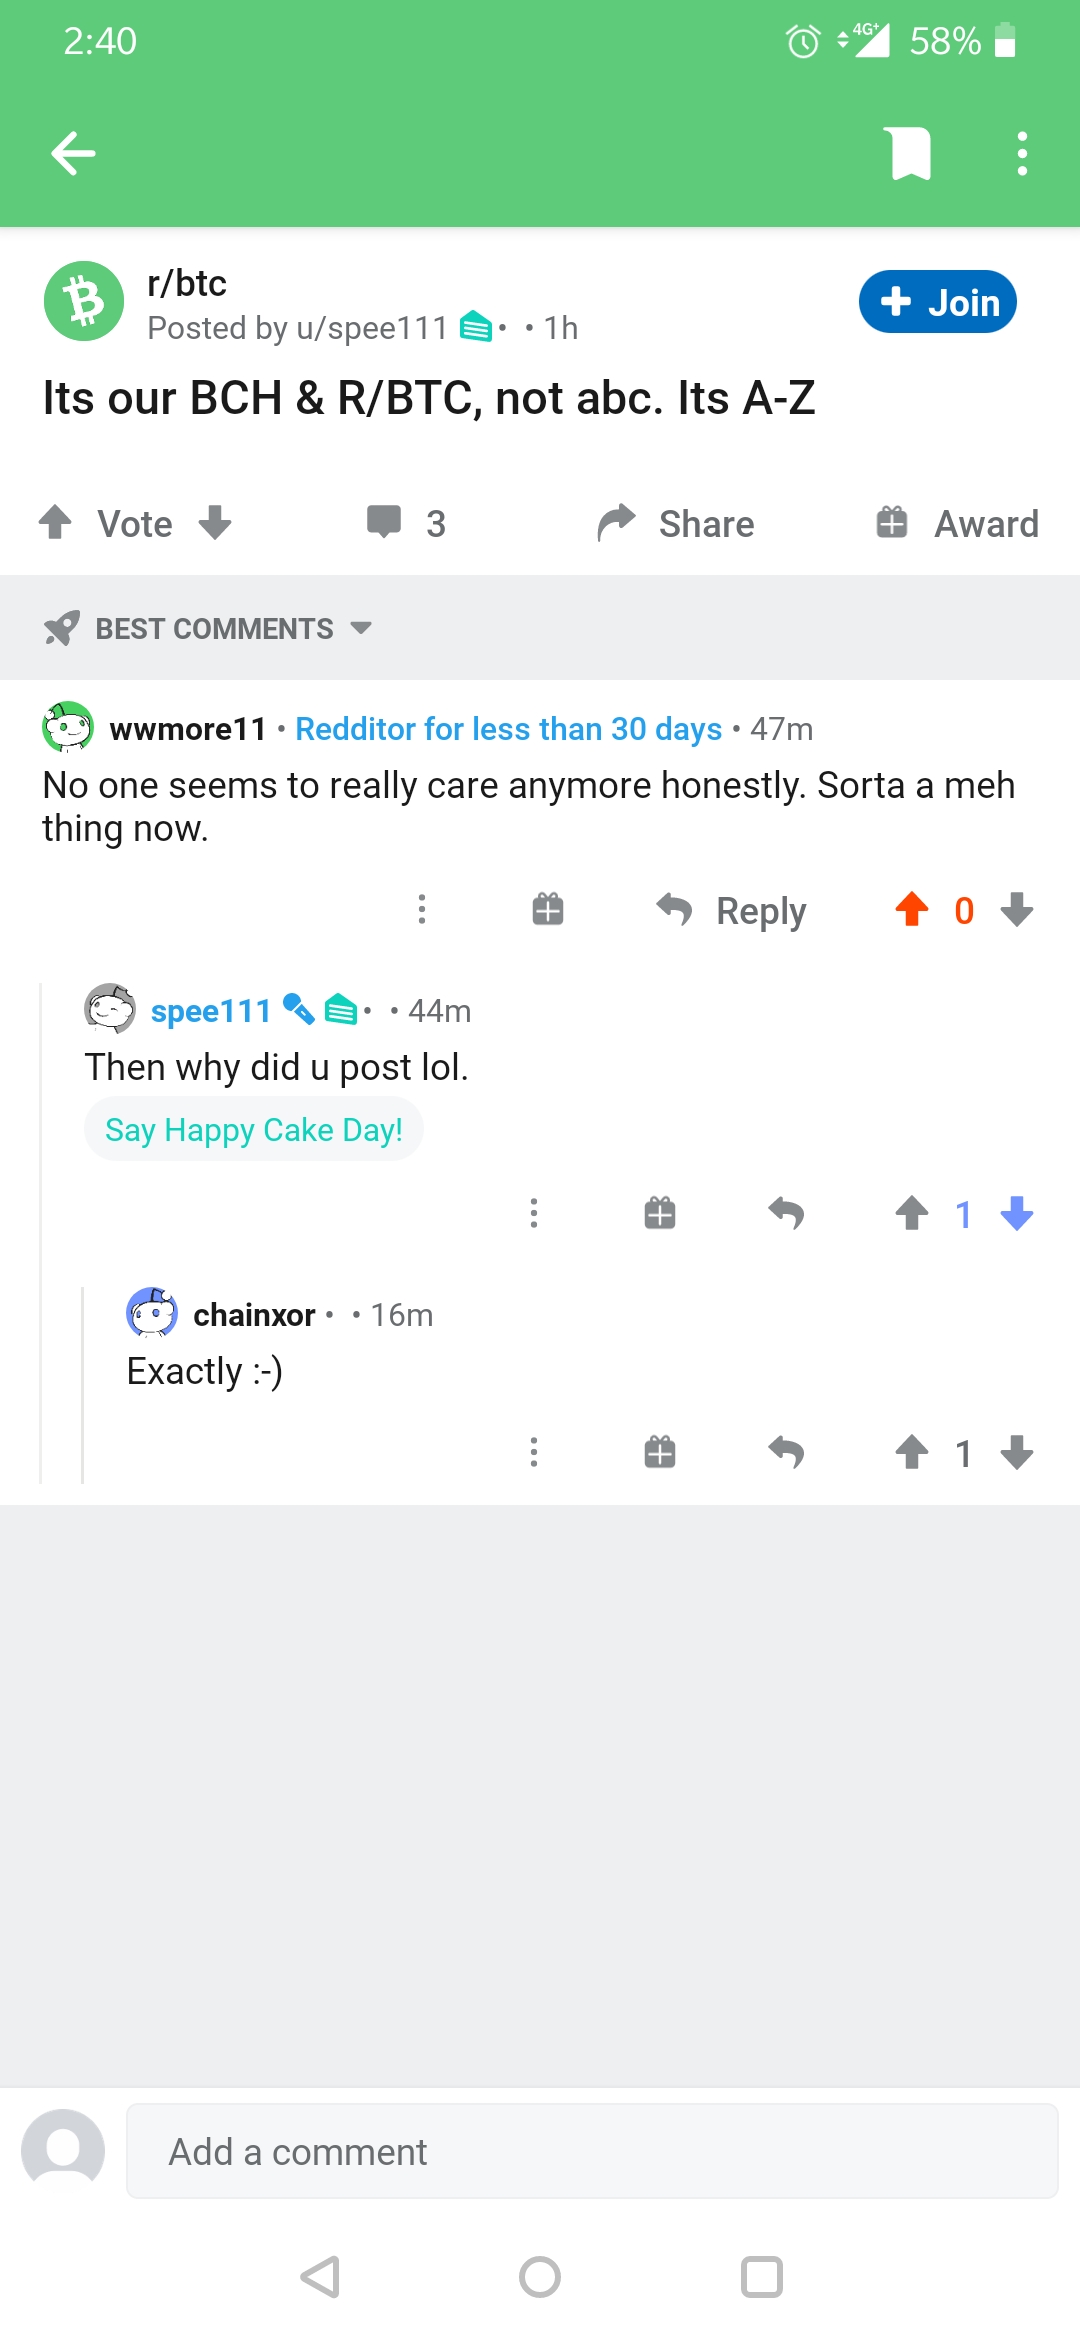 2:40
4G+ 58%
r/btc
Posted by u/spee111 • • 1h
+ Join
Its our BCH & R/BTC, not abc. Its A-Z
Vote 3 Share Award
BEST COMMENTS
wwmore11 • Redditor for less than 30 days • 47m
No one seems to really care anymore honestly. Sorta a meh
thing now.
Reply 0
spee111 • • 44m
Then why did u post lol.
Say Happy Cake Day!
1
chainxor • • 16m
Exactly :-)
1
Add a comment